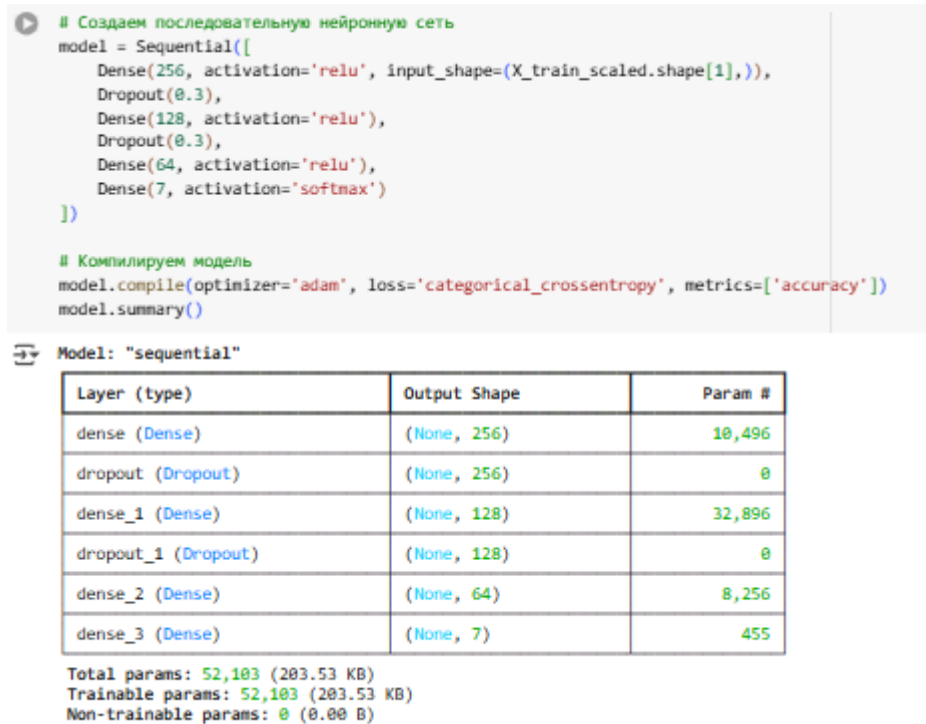 # Создаем последовательную нейронную сеть
model = Sequential([
    Dense(256, activation='relu', input_shape=(X_train_scaled.shape[1],)),
    Dropout(0.3),
    Dense(128, activation='relu'),
    Dropout(0.3),
    Dense(64, activation='relu'),
    Dense(7, activation='softmax')
])
# Компилируем модель
model.compile(optimizer='adam', loss='categorical_crossentropy', metrics=['accuracy'])
model.summary()
Model: "sequential"
Layer (type) Output Shape Param #
dense (Dense) (None, 256) 10,496
dropout (Dropout) (None, 256) 0
dense_1 (Dense) (None, 128) 32,896
dropout_1 (Dropout) (None, 128) 0
dense_2 (Dense) (None, 64) 8,256
dense_3 (Dense) (None, 7) 455
Total params: 52,103 (203.53 KB)
Trainable params: 52,103 (203.53 KB)
Non-trainable params: 0 (0.00 B)